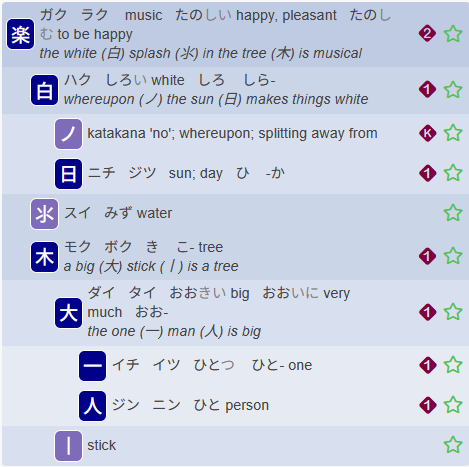 楽 ガク ラク music たのしい happy, pleasant たのし
む to be happy 2
the white (白) splash (氺) in the tree (木) is musical
白 ハク しろい white しろ しら- 1
whereupon (ノ) the sun (日) makes things white
ノ katakana 'no'; whereupon; splitting away from K
日 ニチ ジツ sun; day ひ -か 1
氺 スイ みず water
木 モク ボク き こ- tree 1
a big (大) stick (丨) is a tree
大 ダイ タイ おおきい big おおいに very
much おお- 1
the one (一) man (人) is big
一 イチ イツ ひとつ ひと- one 1
人 ジン ニン ひと person 1
丨 stick